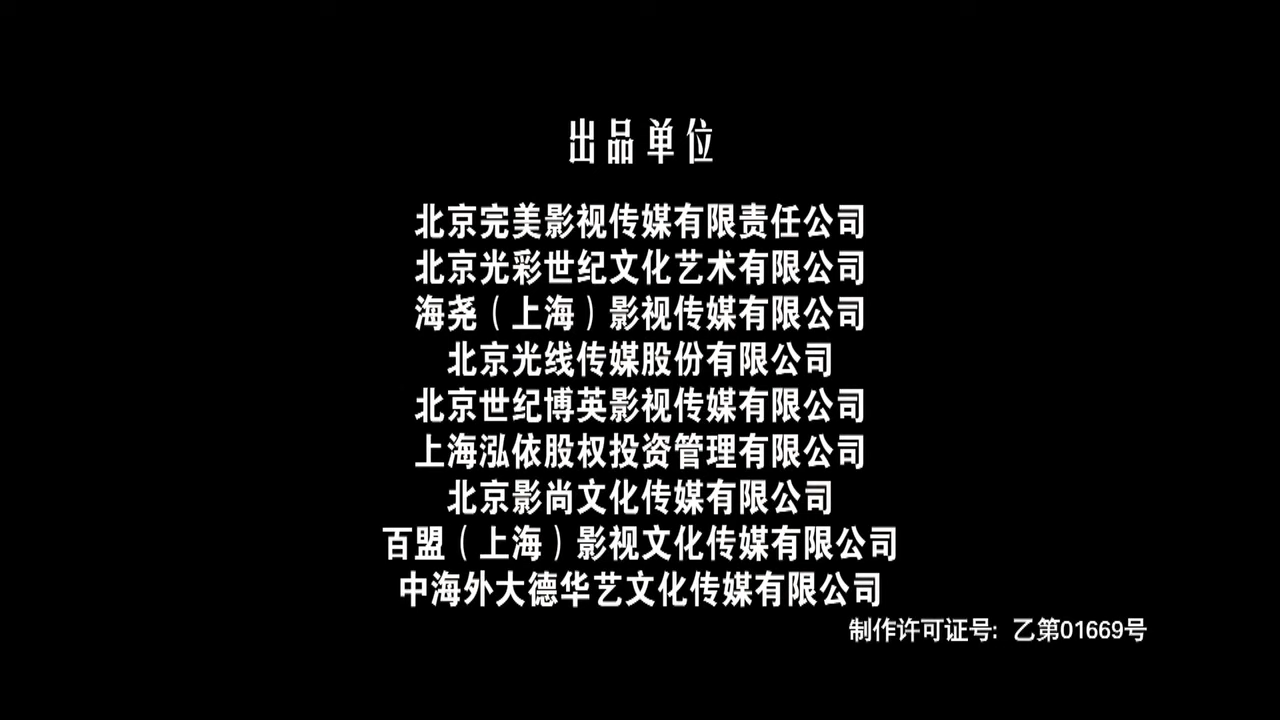 出品单位
北京完美影视传媒有限责任公司
北京光彩世纪文化艺术有限公司
海尧（上海）影视传媒有限公司
北京光线传媒股份有限公司
北京世纪博英影视传媒有限公司
上海泓依股权投资管理有限公司
北京影尚文化传媒有限公司
百盟（上海）影视文化传媒有限公司
中海外大德华艺文化传媒有限公司
制作许可证号: 乙第01669号